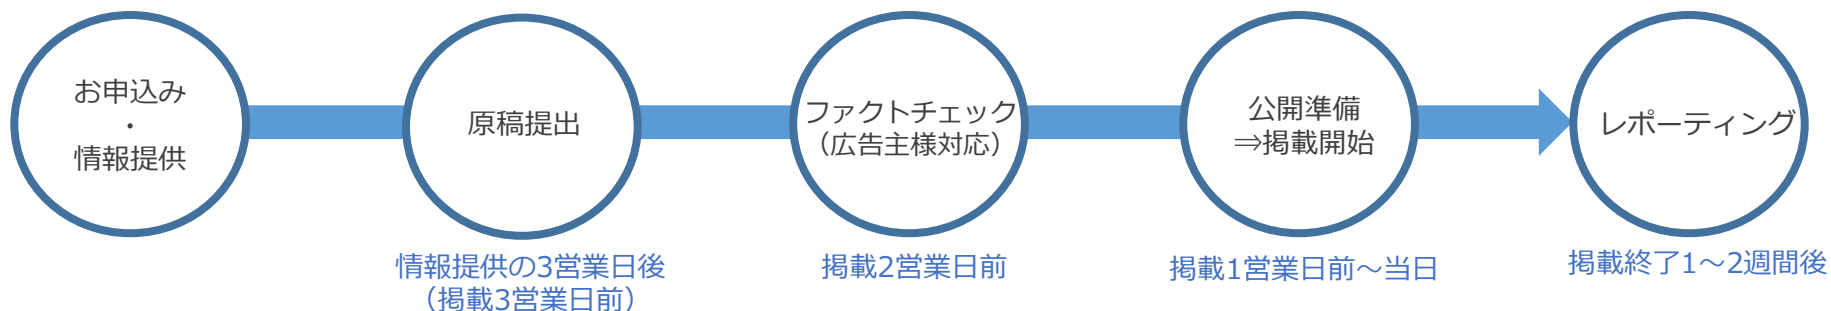 お申込み
・
情報提供
原稿提出
ファクトチェック
（広告主様対応）
公開準備
⇒掲載開始
レポーティング
情報提供の3営業日後
（掲載3営業日前）
掲載2営業日前
掲載1営業日前～当日
掲載終了1～2週間後